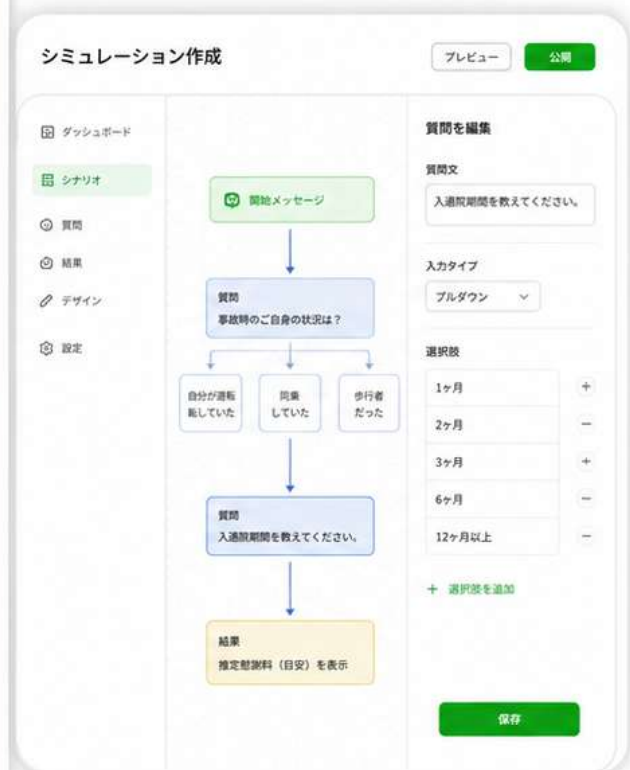 シミュレーション作成
プレビュー
公開
ダッシュボード
シナリオ
質問
結果
デザイン
設定
開始メッセージ
質問
事故時のご自身の状況は？
自分が運転
転していた
同乗
していた
歩行者
だった
質問
入通院期間を教えてください。
結果
推定慰謝料（目安）を表示
質問を編集
質問文
入通院期間を教えてください。
入力タイプ
プルダウン
選択肢
1ヶ月
2ヶ月
3ヶ月
6ヶ月
12ヶ月以上
+ 選択肢を追加
保存